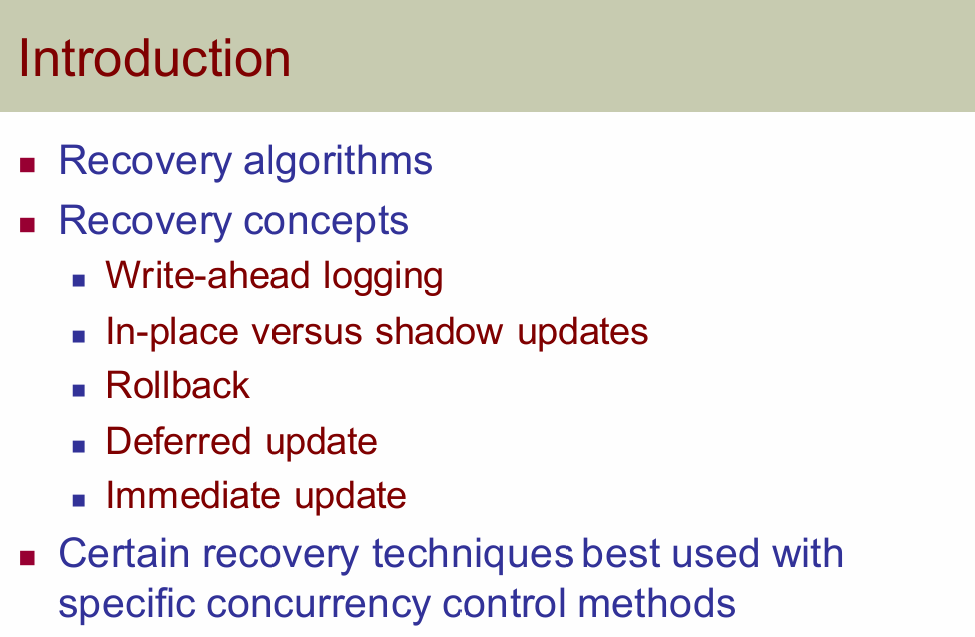 Introduction
Recovery algorithms
Recovery concepts
Write-ahead logging
In-place versus shadow updates
Rollback
Deferred update
Immediate update
Certain recovery techniques best used with
specific concurrency control methods